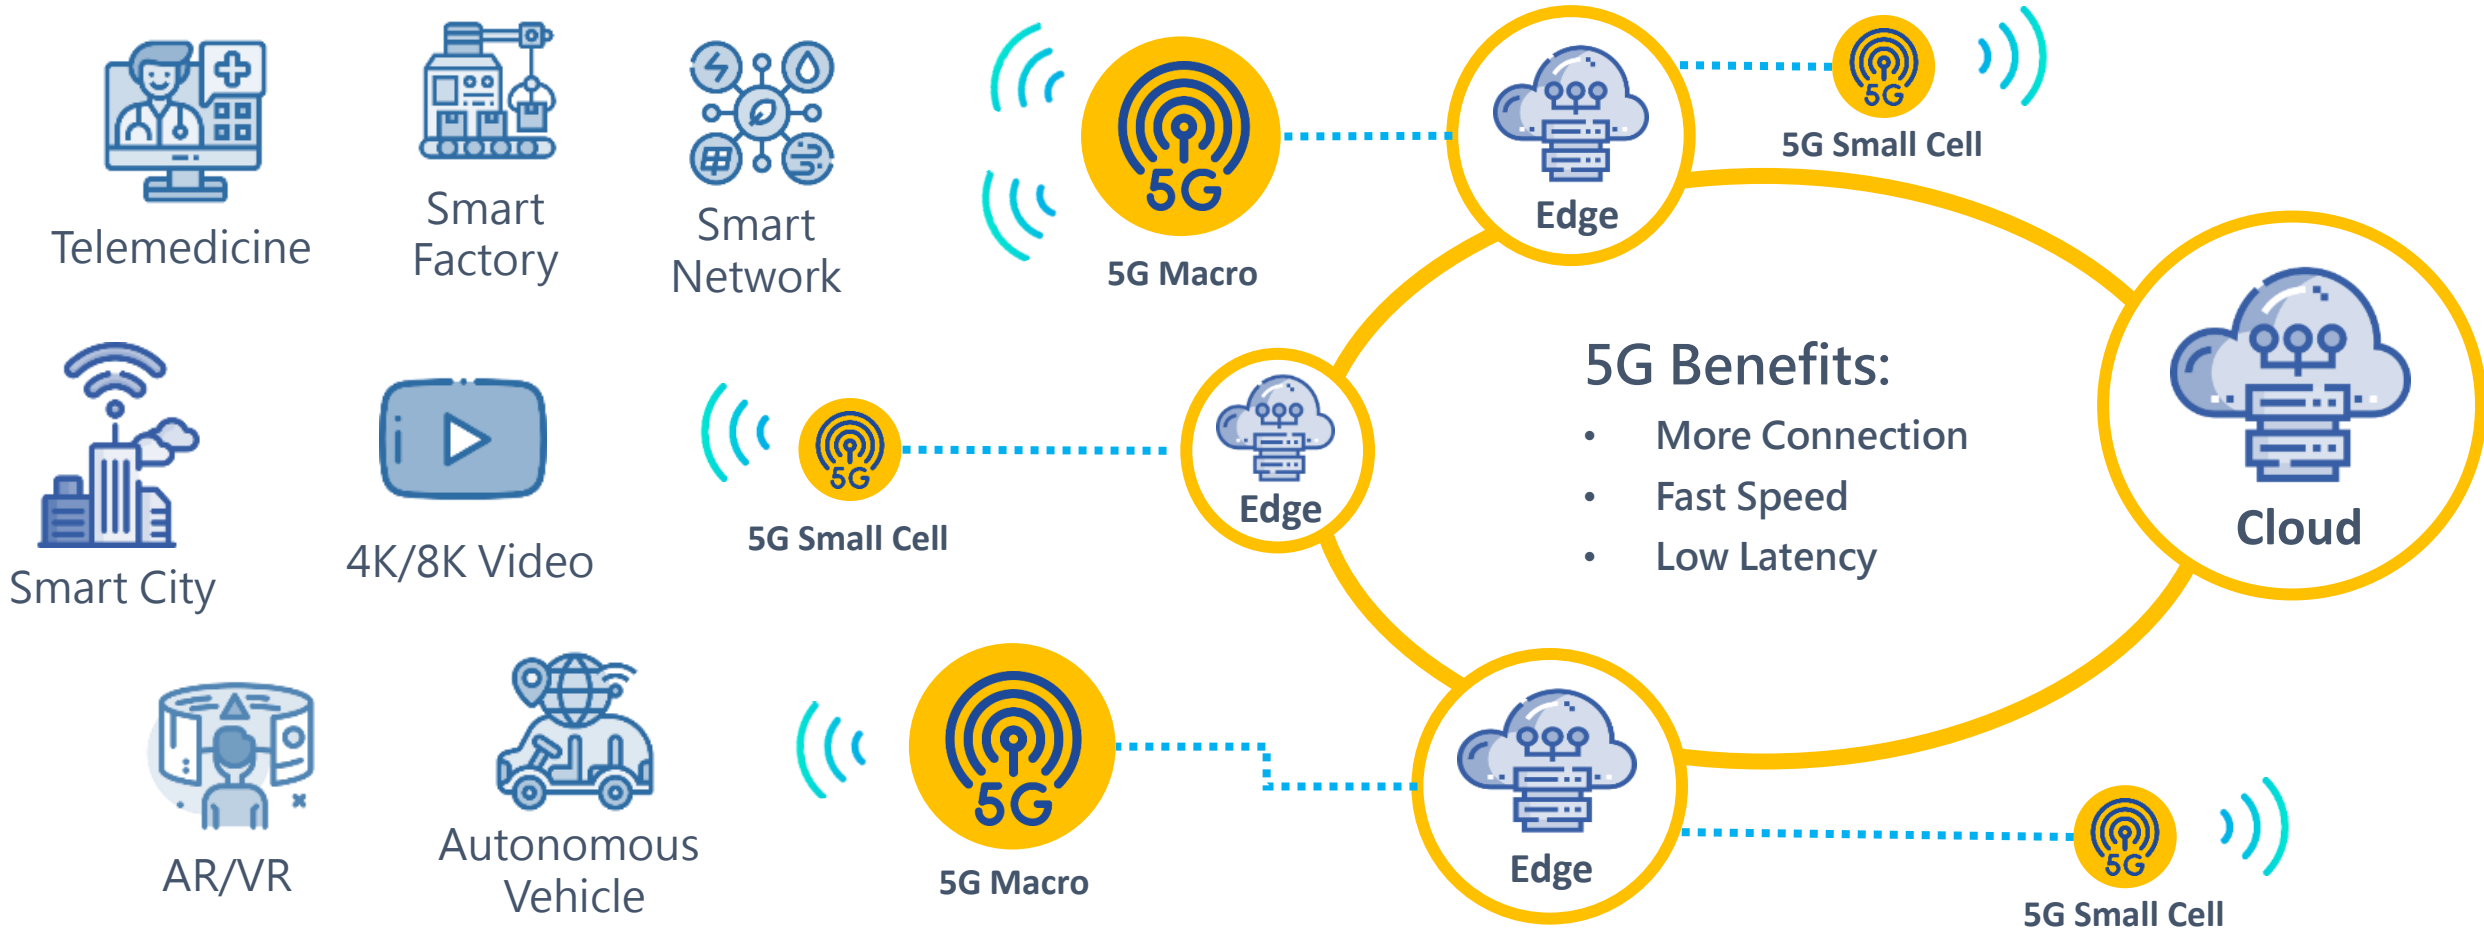 Telemedicine
Smart
Factory
Smart
Network
5G
5G Macro
Edge
5G
5G Small Cell
Smart City
4K/8K Video
5G
5G Small Cell
Edge
5G Benefits:
• More Connection
• Fast Speed
• Low Latency
Cloud
AR/VR
Autonomous
Vehicle
5G
5G Macro
Edge
5G
5G Small Cell